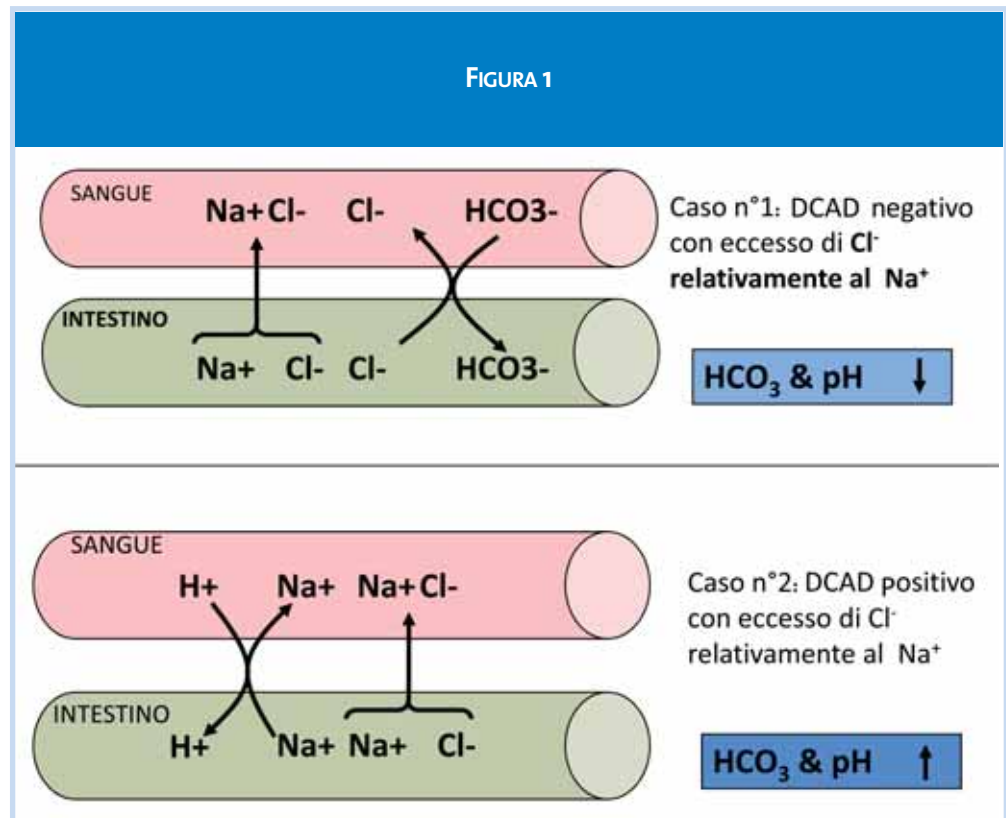 FIGURA 1
SANGUE
Na+ Cl- Cl- HCO3-
INTESTINO
Na+ Cl- Cl- HCO3-
Caso n°1: DCAD negativo
con eccesso di Cl-
relativamente al Na+
HCO3 & pH ↓
SANGUE
H+ Na+ Na+ Cl-
INTESTINO
H+ Na+ Na+ Cl-
Caso n°2: DCAD positivo
con eccesso di Cl-
relativamente al Na+
HCO3 & pH ↑